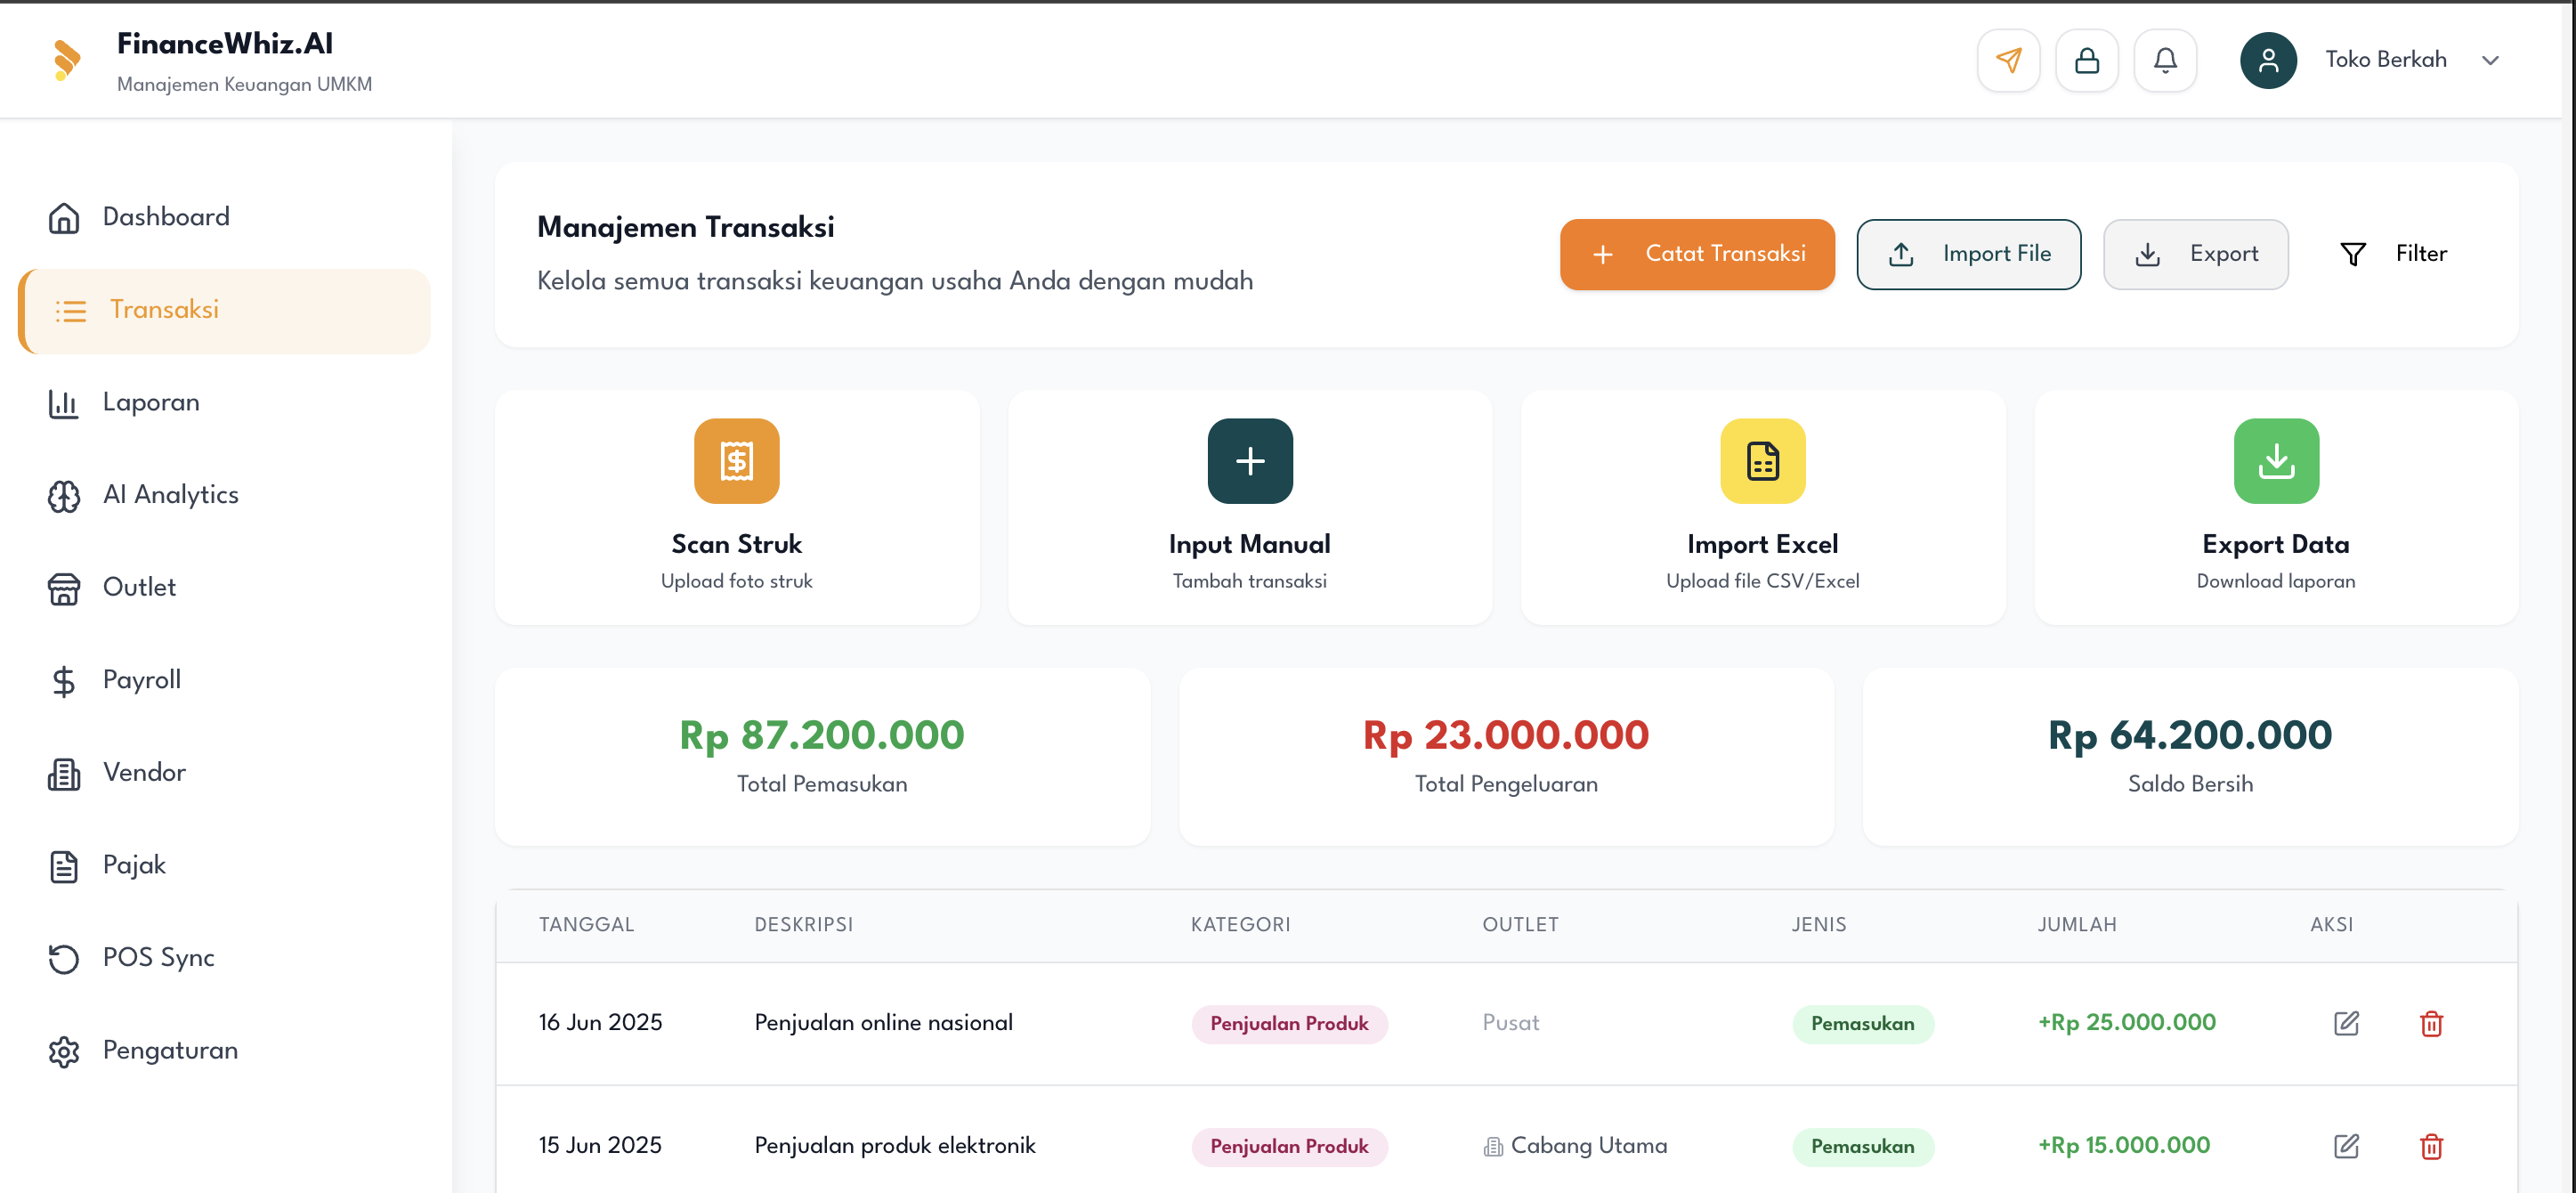 FinanceWhiz.AI
Manajemen Keuangan UMKM
Toko Berkah
Dashboard
Transaksi
Laporan
AI Analytics
Outlet
Payroll
Vendor
Pajak
POS Sync
Pengaturan
Manajemen Transaksi
Kelola semua transaksi keuangan usaha Anda dengan mudah
Catat Transaksi
Import File
Export
Filter
Scan Struk
Upload foto struk
Input Manual
Tambah transaksi
Import Excel
Upload file CSV/Excel
Export Data
Download laporan
Rp 87.200.000
Total Pemasukan
Rp 23.000.000
Total Pengeluaran
Rp 64.200.000
Saldo Bersih
TANGGAL DESKRIPSI KATEGORI OUTLET JENIS JUMLAH AKSI
16 Jun 2025 Penjualan online nasional Penjualan Produk Pusat Pemasukan +Rp 25.000.000
15 Jun 2025 Penjualan produk elektronik Penjualan Produk Cabang Utama Pemasukan +Rp 15.000.000